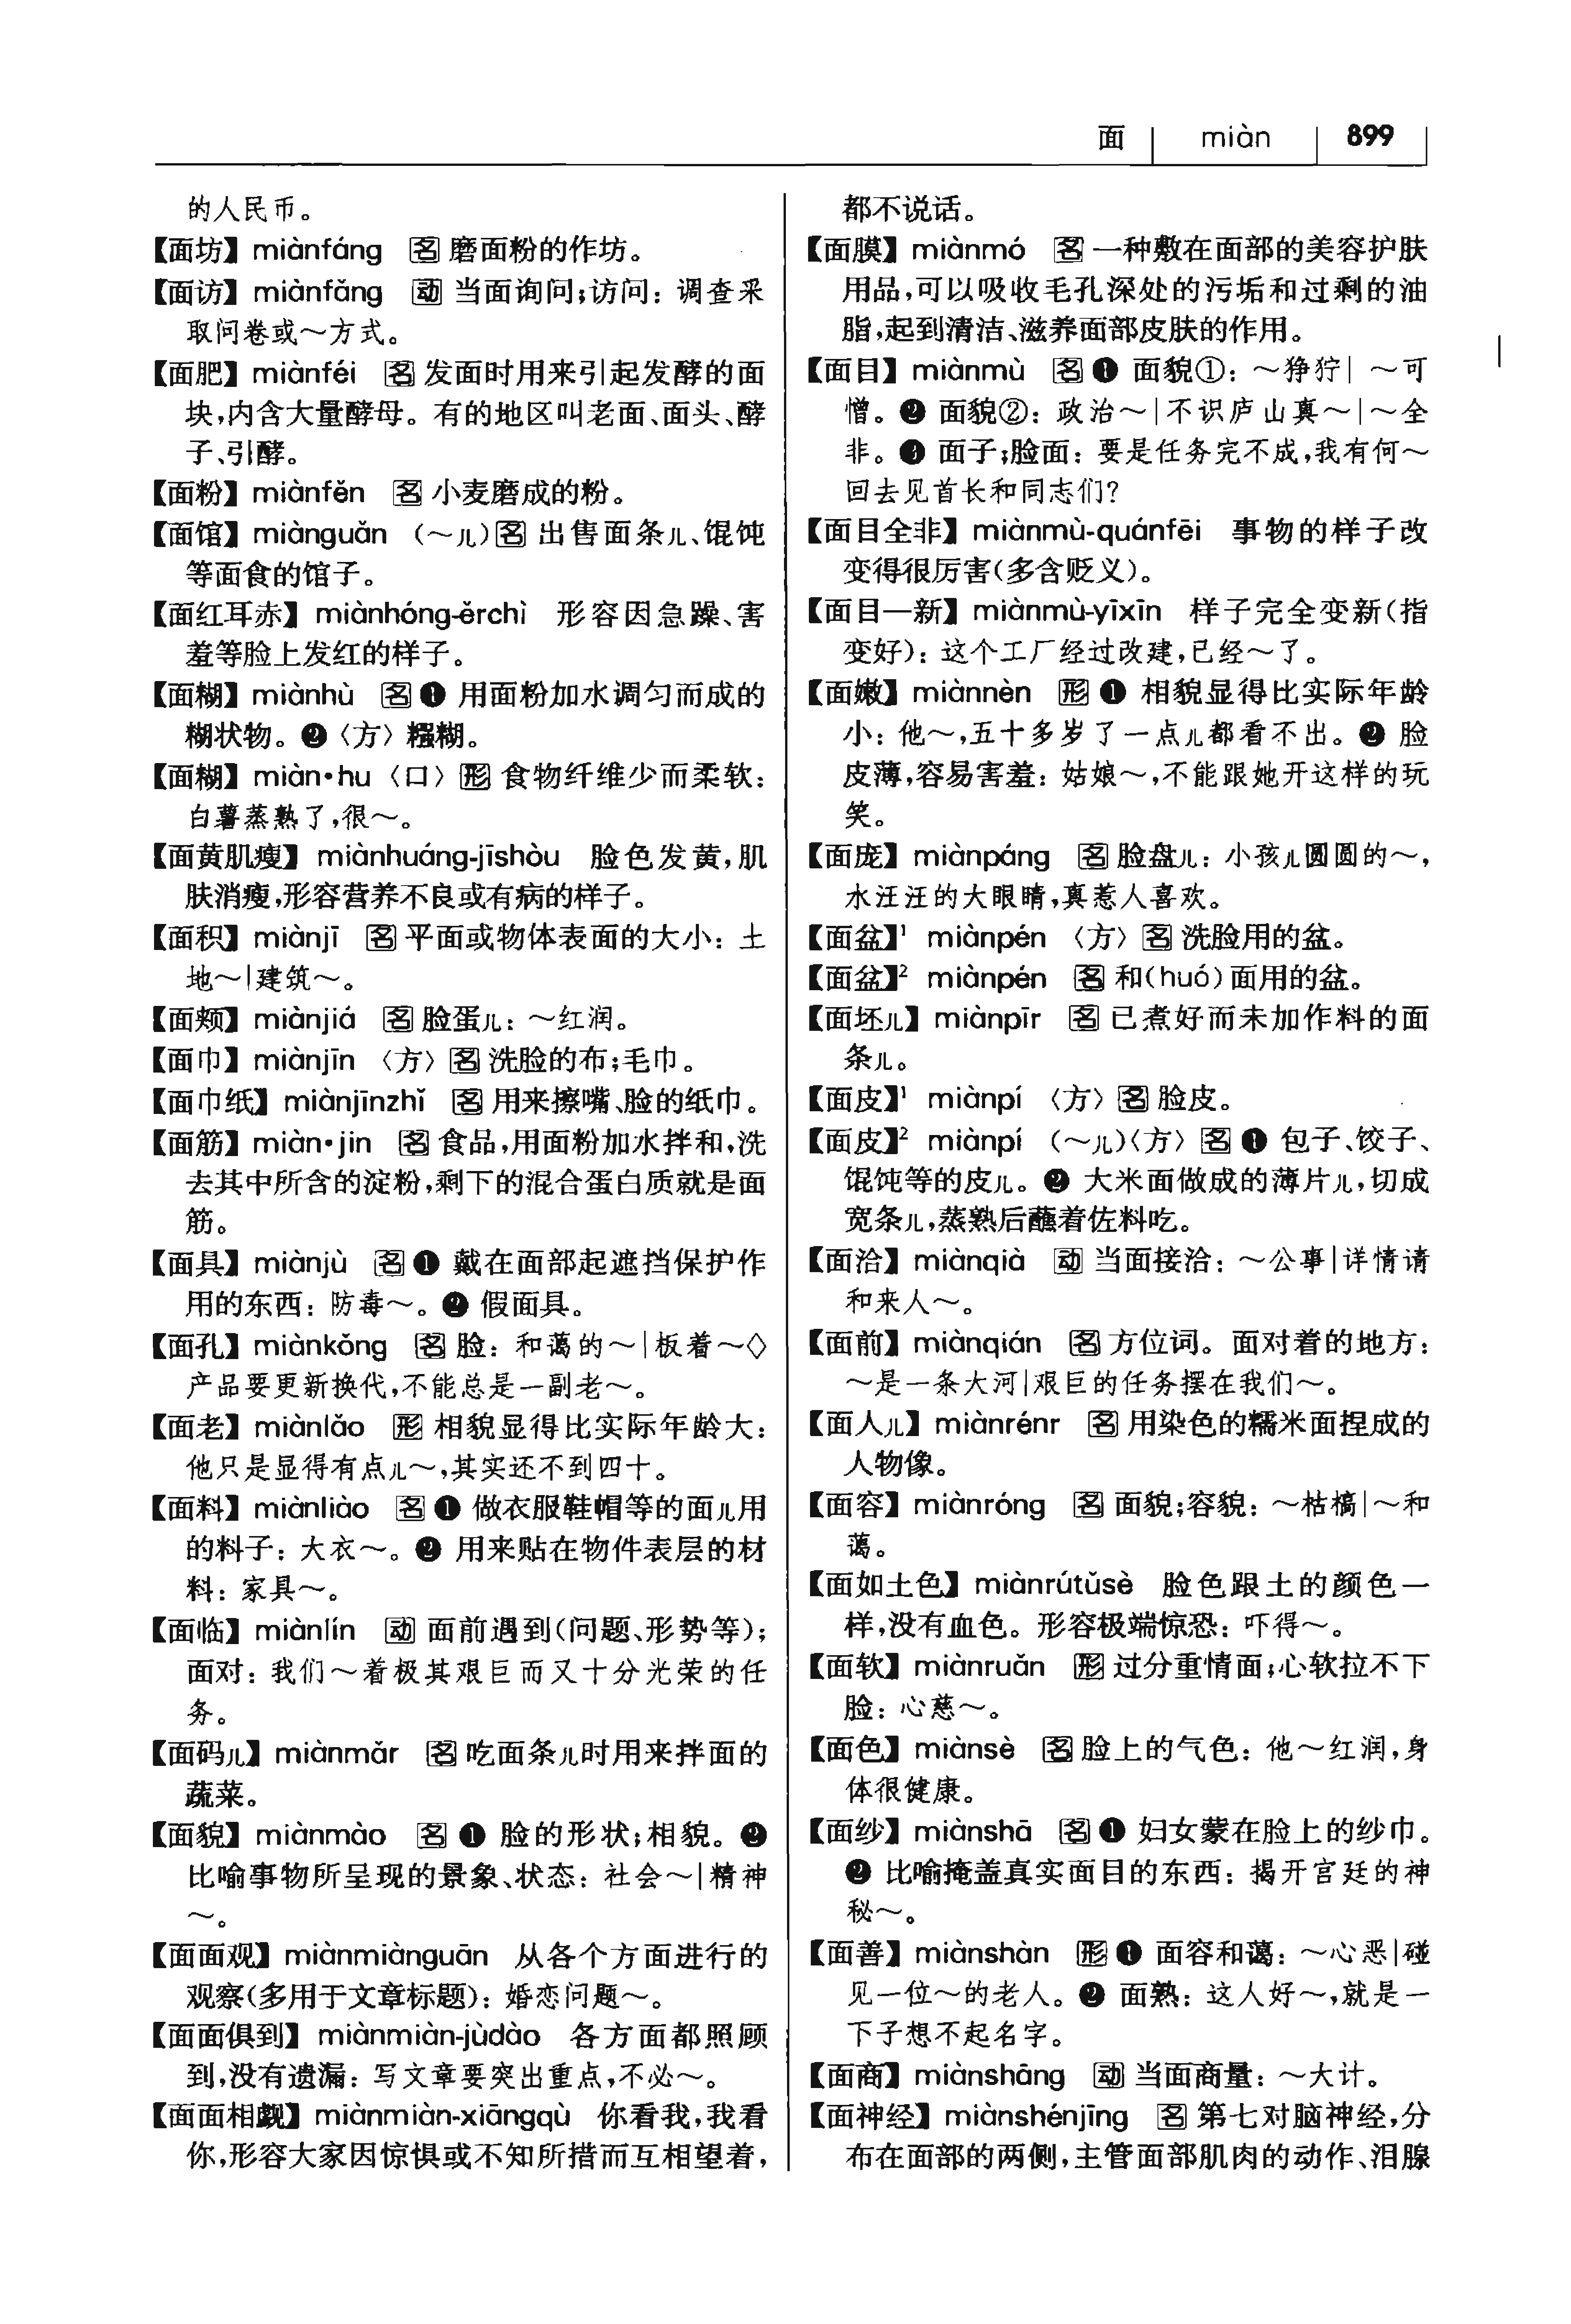 面 miàn 899
的人民币。
【面坊】 miànfáng 名 磨面粉的作坊。
【面访】 miànfǎng 动 当面询问;访问：调查采
取问卷或～方式。
【面肥】 miànféi 名 发面时用来引起发酵的面
块,内含大量酵母。有的地区叫老面、面头、酵
子、引酵。
【面粉】 miànfěn 名 小麦磨成的粉。
【面馆】 miànguǎn （～儿）名 出售面条儿、馄饨
等面食的馆子。
【面红耳赤】 miànhóng-ěrchì 形容因急躁、害
羞等脸上发红的样子。
【面糊】 miànhù 名 ❶ 用面粉加水调匀而成的
糊状物。❷〈方〉糨糊。
【面糊】 miàn•hu 〈口〉形 食物纤维少而柔软：
白薯蒸熟了,很～。
【面黄肌瘦】 miànhuáng-jīshòu 脸色发黄,肌
肤消瘦,形容营养不良或有病的样子。
【面积】 miànjī 名 平面或物体表面的大小：土
地～|建筑～。
【面颊】 miànjiá 名 脸蛋儿：～红润。
【面巾】 miànjīn 〈方〉名 洗脸的布;毛巾。
【面巾纸】 miànjīnzhǐ 名 用来擦嘴、脸的纸巾。
【面筋】 miàn•jin 名 食品,用面粉加水拌和,洗
去其中所含的淀粉,剩下的混合蛋白质就是面
筋。
【面具】 miànjù 名 ❶ 戴在面部起遮挡保护作
用的东西：防毒～。❷ 假面具。
【面孔】 miànkǒng 名 脸：和蔼的～|板着～◇
产品要更新换代,不能总是一副老～。
【面老】 miànlǎo 形 相貌显得比实际年龄大：
他只是显得有点儿～,其实还不到四十。
【面料】 miànliào 名 ❶ 做衣服鞋帽等的面儿用
的料子：大衣～。❷ 用来贴在物件表层的材
料：家具～。
【面临】 miànlín 动 面前遇到(问题、形势等);
面对：我们～着极其艰巨而又十分光荣的任
务。
【面码儿】 miànmǎr 名 吃面条儿时用来拌面的
蔬菜。
【面貌】 miànmào 名 ❶ 脸的形状;相貌。❷
比喻事物所呈现的景象、状态：社会～|精神
～。
【面面观】 miànmiànguān 从各个方面进行的
观察(多用于文章标题)：婚恋问题～。
【面面俱到】 miànmiàn-jùdào 各方面都照顾
到,没有遗漏：写文章要突出重点,不必～。
【面面相觑】 miànmiàn-xiāngqù 你看我,我看
你,形容大家因惊惧或不知所措而互相望着,
都不说话。
【面膜】 miànmó 名 一种敷在面部的美容护肤
用品,可以吸收毛孔深处的污垢和过剩的油
脂,起到清洁、滋养面部皮肤的作用。
【面目】 miànmù 名 ❶ 面貌①：～狰狞| ～可
憎。❷ 面貌②：政治～|不识庐山真～|～全
非。❸ 面子;脸面：要是任务完不成,我有何～
回去见首长和同志们?
【面目全非】 miànmù-quánfēi 事物的样子改
变得很厉害(多含贬义)。
【面目一新】 miànmù-yīxīn 样子完全变新(指
变好)：这个工厂经过改建,已经～了。
【面嫩】 miànnèn 形 ❶ 相貌显得比实际年龄
小：他～,五十多岁了一点儿都看不出。❷ 脸
皮薄,容易害羞：姑娘～,不能跟她开这样的玩
笑。
【面庞】 miànpáng 名 脸盘儿：小孩儿圆圆的～,
水汪汪的大眼睛,真惹人喜欢。
【面盆】¹ miànpén 〈方〉名 洗脸用的盆。
【面盆】² miànpén 名 和(huó)面用的盆。
【面坯儿】 miànpīr 名 已煮好而未加作料的面
条儿。
【面皮】¹ miànpí 〈方〉名 脸皮。
【面皮】² miànpí （～儿）〈方〉名 ❶ 包子、饺子、
馄饨等的皮儿。❷ 大米面做成的薄片儿,切成
宽条儿,蒸熟后蘸着佐料吃。
【面洽】 miànqià 动 当面接洽：～公事|详情请
和来人～。
【面前】 miànqián 名 方位词。面对着的地方：
～是一条大河|艰巨的任务摆在我们～。
【面人儿】 miànrénr 名 用染色的糯米面捏成的
人物像。
【面容】 miànróng 名 面貌;容貌：～枯槁|～和
蔼。
【面如土色】 miànrútǔsè 脸色跟土的颜色一
样,没有血色。形容极端惊恐：吓得～。
【面软】 miànruǎn 形 过分重情面;心软拉不下
脸：心慈～。
【面色】 miànsè 名 脸上的气色：他～红润,身
体很健康。
【面纱】 miànshā 名 ❶ 妇女蒙在脸上的纱巾。
❷ 比喻掩盖真实面目的东西：揭开宫廷的神
秘～。
【面善】 miànshàn 形 ❶ 面容和蔼：～心恶|碰
见一位～的老人。❷ 面熟：这人好～,就是一
下子想不起名字。
【面商】 miànshāng 动 当面商量：～大计。
【面神经】 miànshénjīng 名 第七对脑神经,分
布在面部的两侧,主管面部肌肉的动作、泪腺